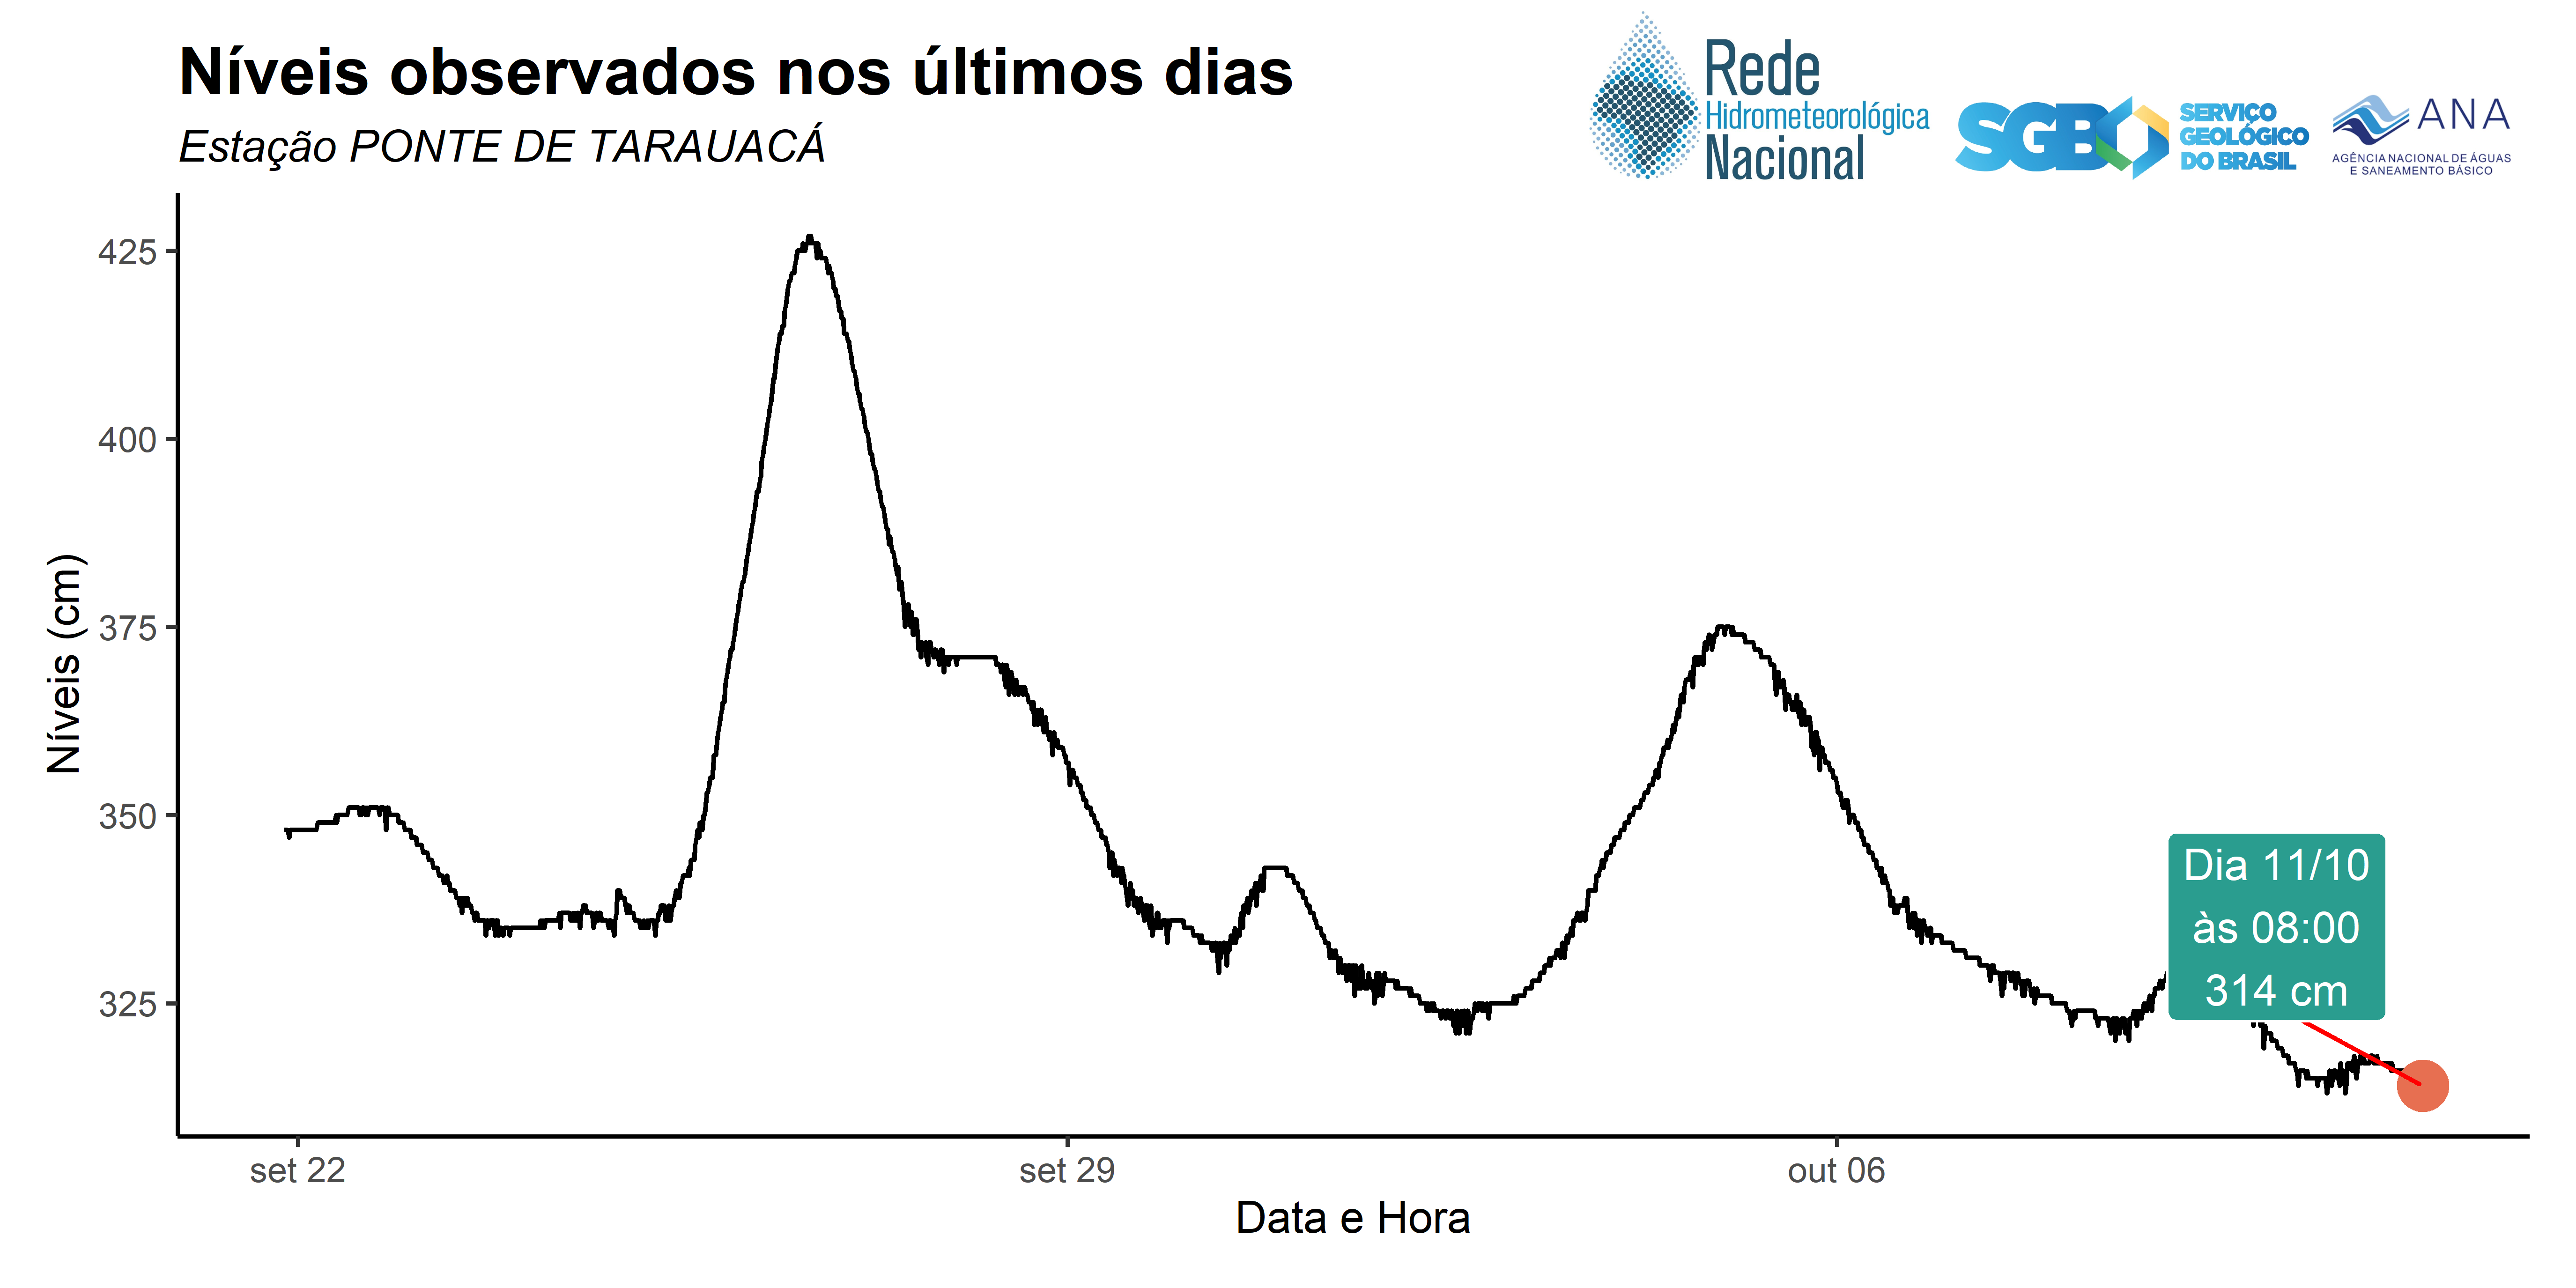 Níveis observados nos últimos dias
Estação PONTE DE TARAUACÁ
Rede
Hidrometeorológica
Nacional
SGB
SERVIÇO
GEOLÓGICO
DO BRASIL
ANA
AGÊNCIA NACIONAL DE ÁGUAS
E SANEAMENTO BÁSICO
Níveis (cm)
425
400
375
350
325
Dia 11/10
às 08:00
314 cm
set 22
set 29
out 06
Data e Hora